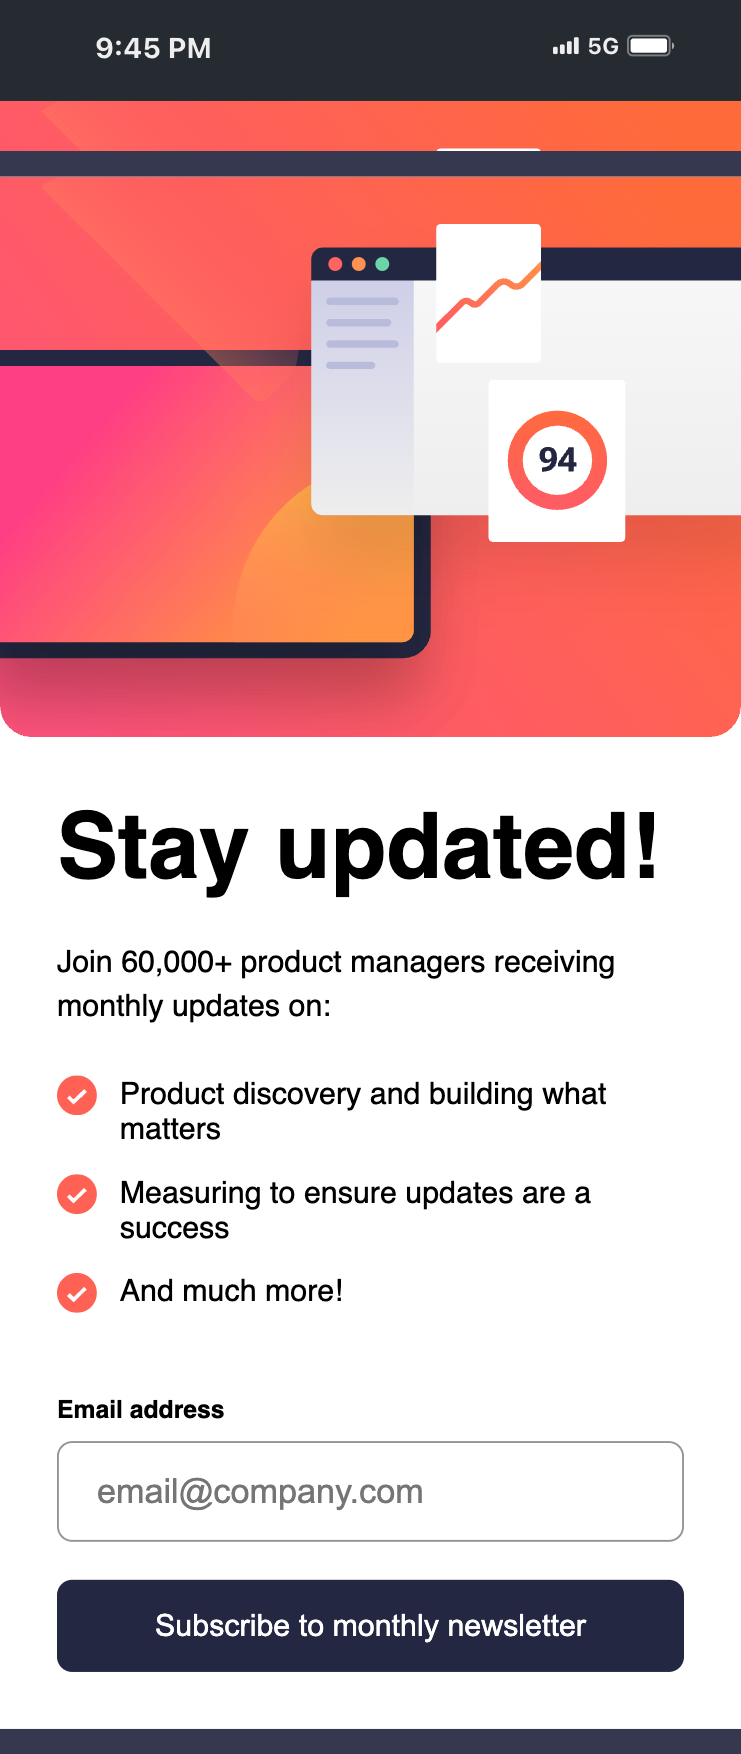 9:45 PM 5G
94
Stay updated!
Join 60,000+ product managers receiving
monthly updates on:
Product discovery and building what
matters
Measuring to ensure updates are a
success
And much more!
Email address
email@company.com
Subscribe to monthly newsletter